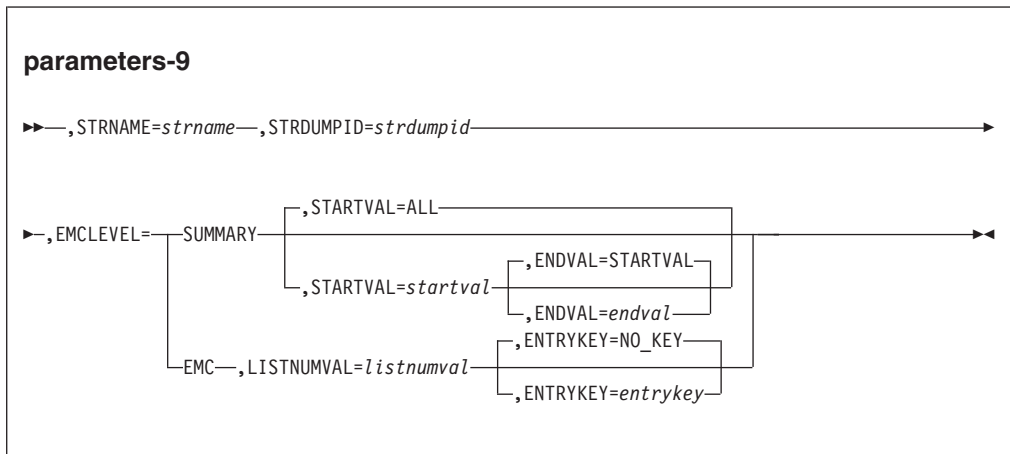 parameters-9
,STRNAME=strname ,STRDUMPID=strdumpid
,STARTVAL=ALL
,EMCLEVEL= SUMMARY
,ENDVAL=STARTVAL
,STARTVAL=startval
,ENDVAL=endval
,ENTRYKEY=NO_KEY
EMC ,LISTNUMVAL=listnumval
,ENTRYKEY=entrykey